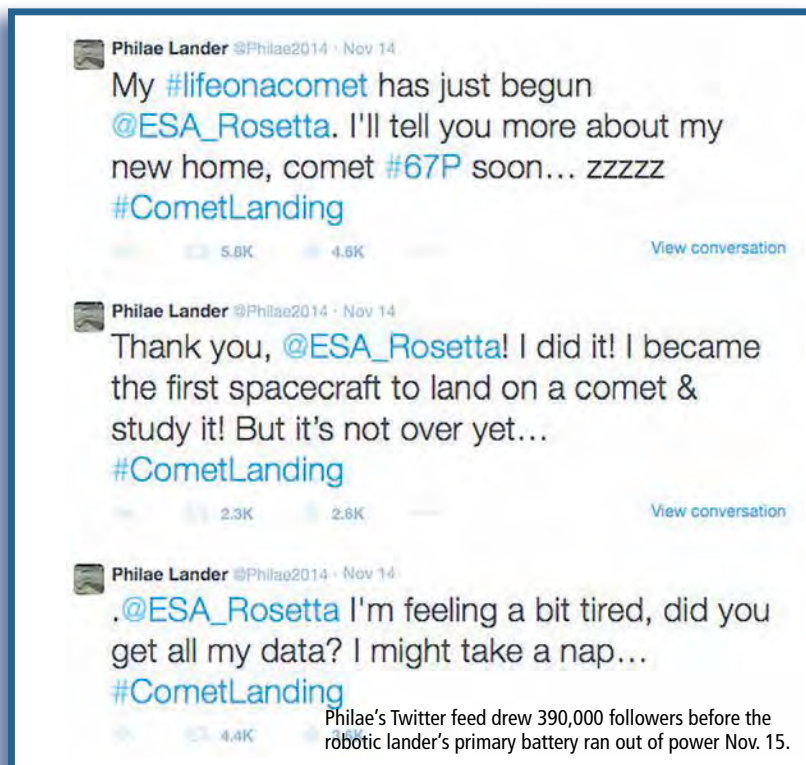 Philae Lander @Philae2014 · Nov 14
My #lifeonacomet has just begun
@ESA_Rosetta. I'll tell you more about my
new home, comet #67P soon... zzzzz
#CometLanding
5.6K 4.6K View conversation
Philae Lander @Philae2014 · Nov 14
Thank you, @ESA_Rosetta! I did it! I became
the first spacecraft to land on a comet &
study it! But it's not over yet...
#CometLanding
2.3K 2.6K View conversation
Philae Lander @Philae2014 · Nov 14
.@ESA_Rosetta I'm feeling a bit tired, did you
get all my data? I might take a nap...
#CometLanding
4.4K
Philae's Twitter feed drew 390,000 followers before the
robotic lander's primary battery ran out of power Nov. 15.